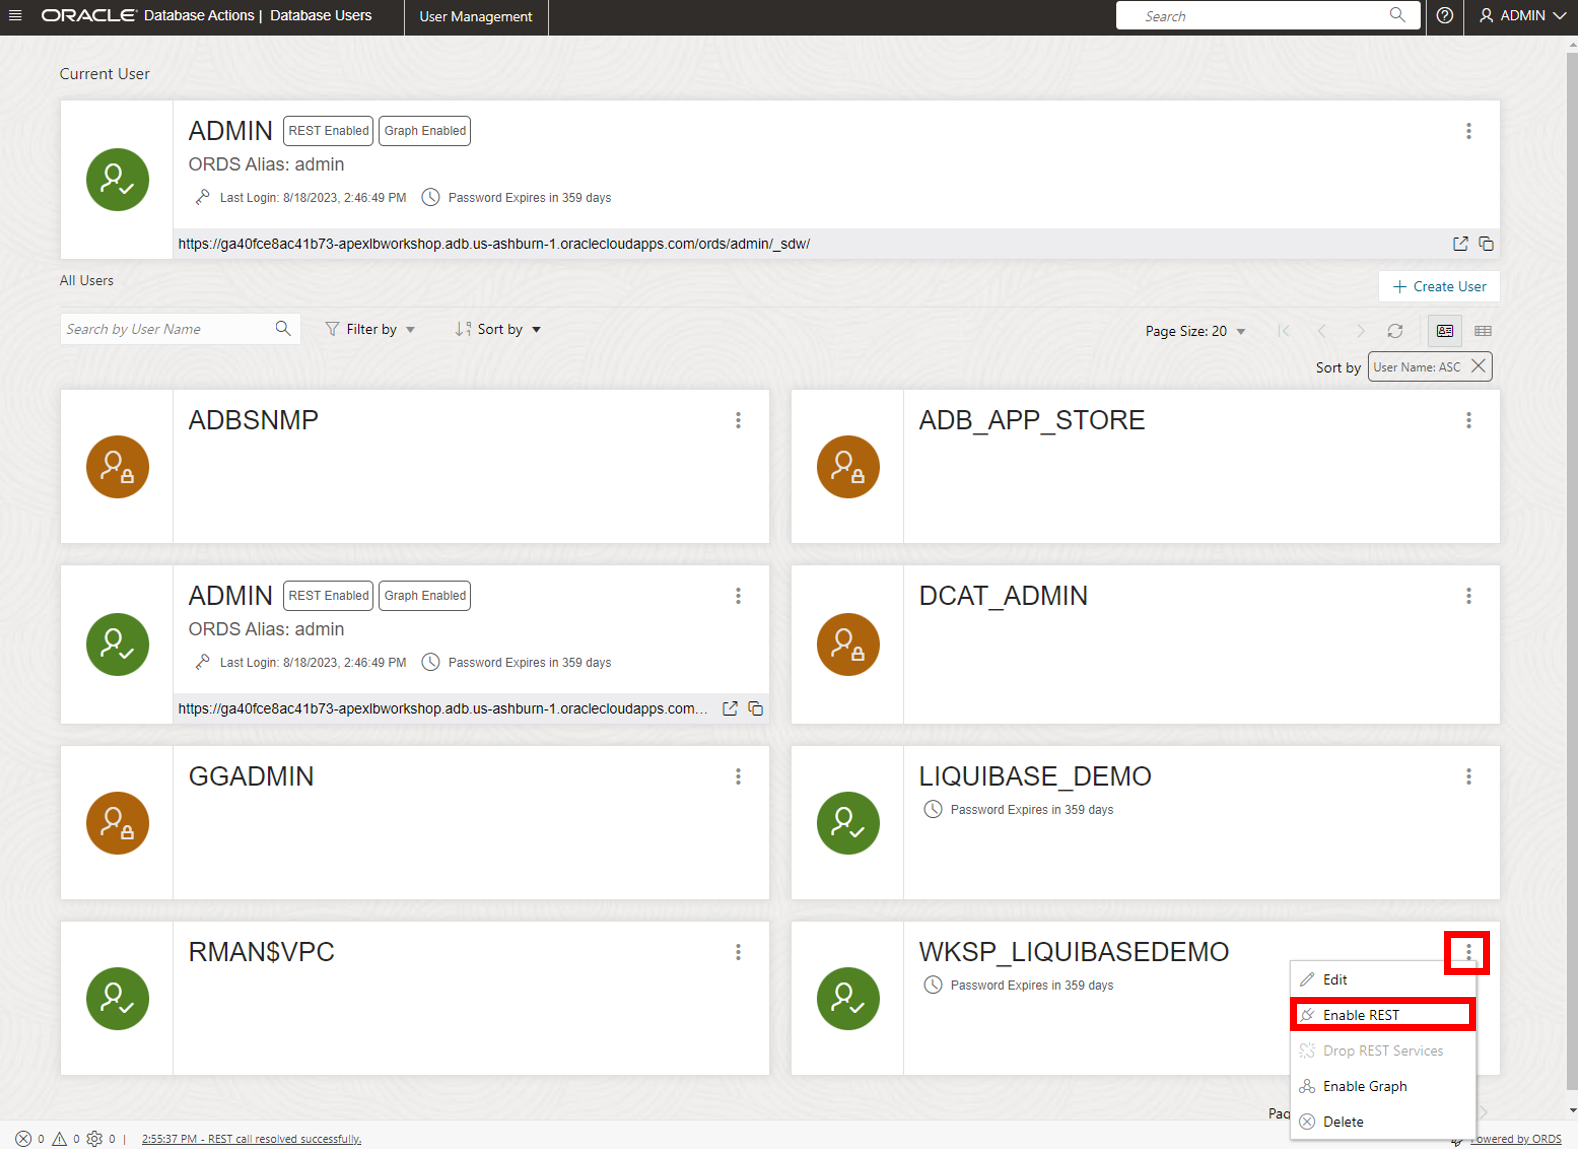 ORACLE® Database Actions | Database Users
User Management
Search
ADMIN
Current User
ADMIN
REST Enabled
Graph Enabled
ORDS Alias: admin
Last Login: 8/18/2023, 2:46:49 PM
Password Expires in 359 days
https://ga40fce8ac41b73-apexlbworkshop.adb.us-ashburn-1.oraclecloudapps.com/ords/admin/_sdw/
All Users
Create User
Search by User Name
Filter by
Sort by
Page Size: 20
Sort by
User Name: ASC
ADBSNMP
ADB_APP_STORE
ADMIN
REST Enabled
Graph Enabled
ORDS Alias: admin
Last Login: 8/18/2023, 2:46:49 PM
Password Expires in 359 days
https://ga40fce8ac41b73-apexlbworkshop.adb.us-ashburn-1.oraclecloudapps.com...
DCAT_ADMIN
GGADMIN
LIQUIBASE_DEMO
Password Expires in 359 days
RMAN$VPC
WKSP_LIQUIBASEDEMO
Password Expires in 359 days
Edit
Enable REST
Drop REST Services
Enable Graph
Delete
0 0 0 |
2:55:37 PM - REST call resolved successfully.
Powered by ORDS